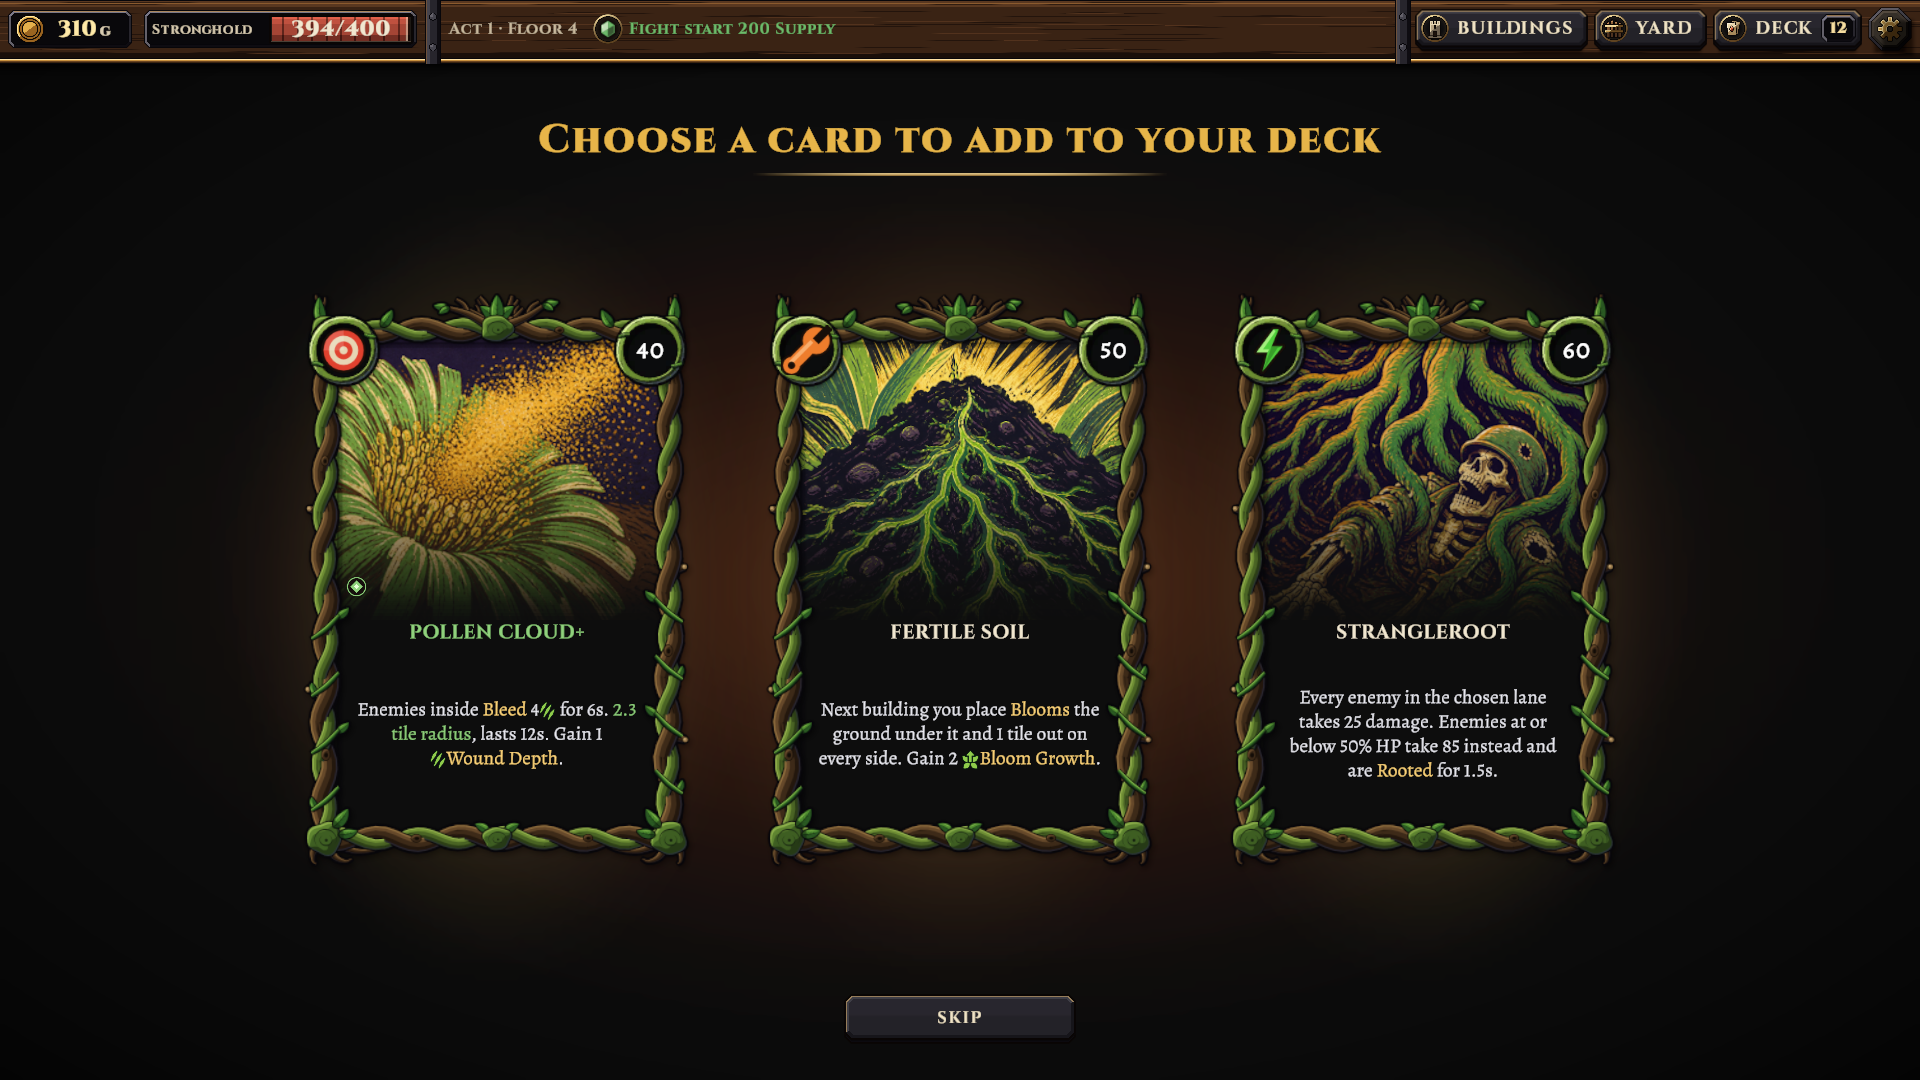 310 G
STRONGHOLD 394/400
ACT 1 · FLOOR 4
FIGHT START 200 SUPPLY
BUILDINGS
YARD
DECK 12
CHOOSE A CARD TO ADD TO YOUR DECK
40
POLLEN CLOUD+
Enemies inside Bleed 4 for 6s. 2.3
tile radius, lasts 12s. Gain 1
Wound Depth.
50
FERTILE SOIL
Next building you place Blooms the
ground under it and 1 tile out on
every side. Gain 2 Bloom Growth.
60
STRANGLEROOT
Every enemy in the chosen lane
takes 25 damage. Enemies at or
below 50% HP take 85 instead and
are Rooted for 1.5s.
SKIP